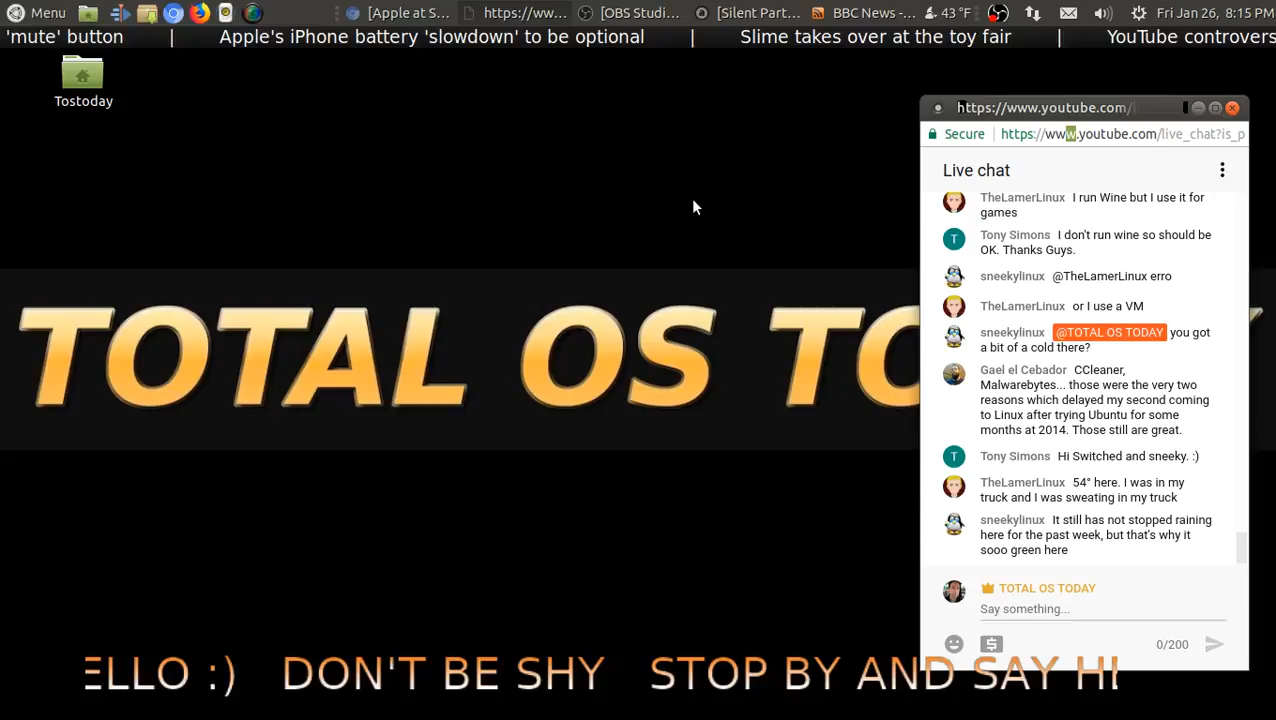 Menu [Apple at S... https://ww... [OBS Studi... [Silent Part... BBC News -... 43 °F Fri Jan 26, 8:15 PM
'mute' button | Apple's iPhone battery 'slowdown' to be optional | Slime takes over at the toy fair | YouTube controvers
Tostoday
https://www.youtube.com/l
Secure | https://www.youtube.com/live_chat?is_p
Live chat
TheLamerLinux I run Wine but I use it for
games
Tony Simons I don't run wine so should be
OK. Thanks Guys.
sneekylinux @TheLamerLinux erro
TheLamerLinux or I use a VM
sneekylinux @TOTAL OS TODAY you got
a bit of a cold there?
Gael el Cebador CCleaner,
Malwarebytes... those were the very two
reasons which delayed my second coming
to Linux after trying Ubuntu for some
months at 2014. Those still are great.
Tony Simons Hi Switched and sneeky. :)
TheLamerLinux 54° here. I was in my
truck and I was sweating in my truck
sneekylinux It still has not stopped raining
here for the past week, but that's why it
sooo green here
TOTAL OS TODAY
Say something...
0/200
TOTAL OS TO
ELLO :) DON'T BE SHY STOP BY AND SAY HI